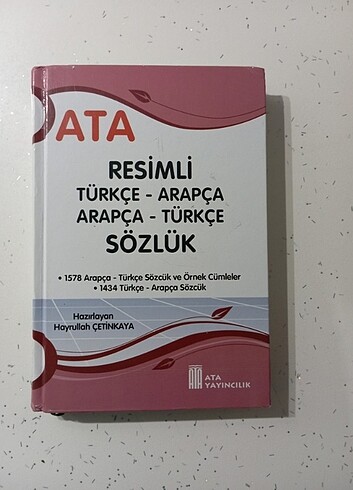 ATA
RESİMLİ
TÜRKÇE - ARAPÇA
ARAPÇA - TÜRKÇE
SÖZLÜK
• 1578 Arapça - Türkçe Sözcük ve Örnek Cümleler
• 1434 Türkçe - Arapça Sözcük
Hazırlayan
Hayrullah ÇETİNKAYA
ATA ATA
YAYINCILIK